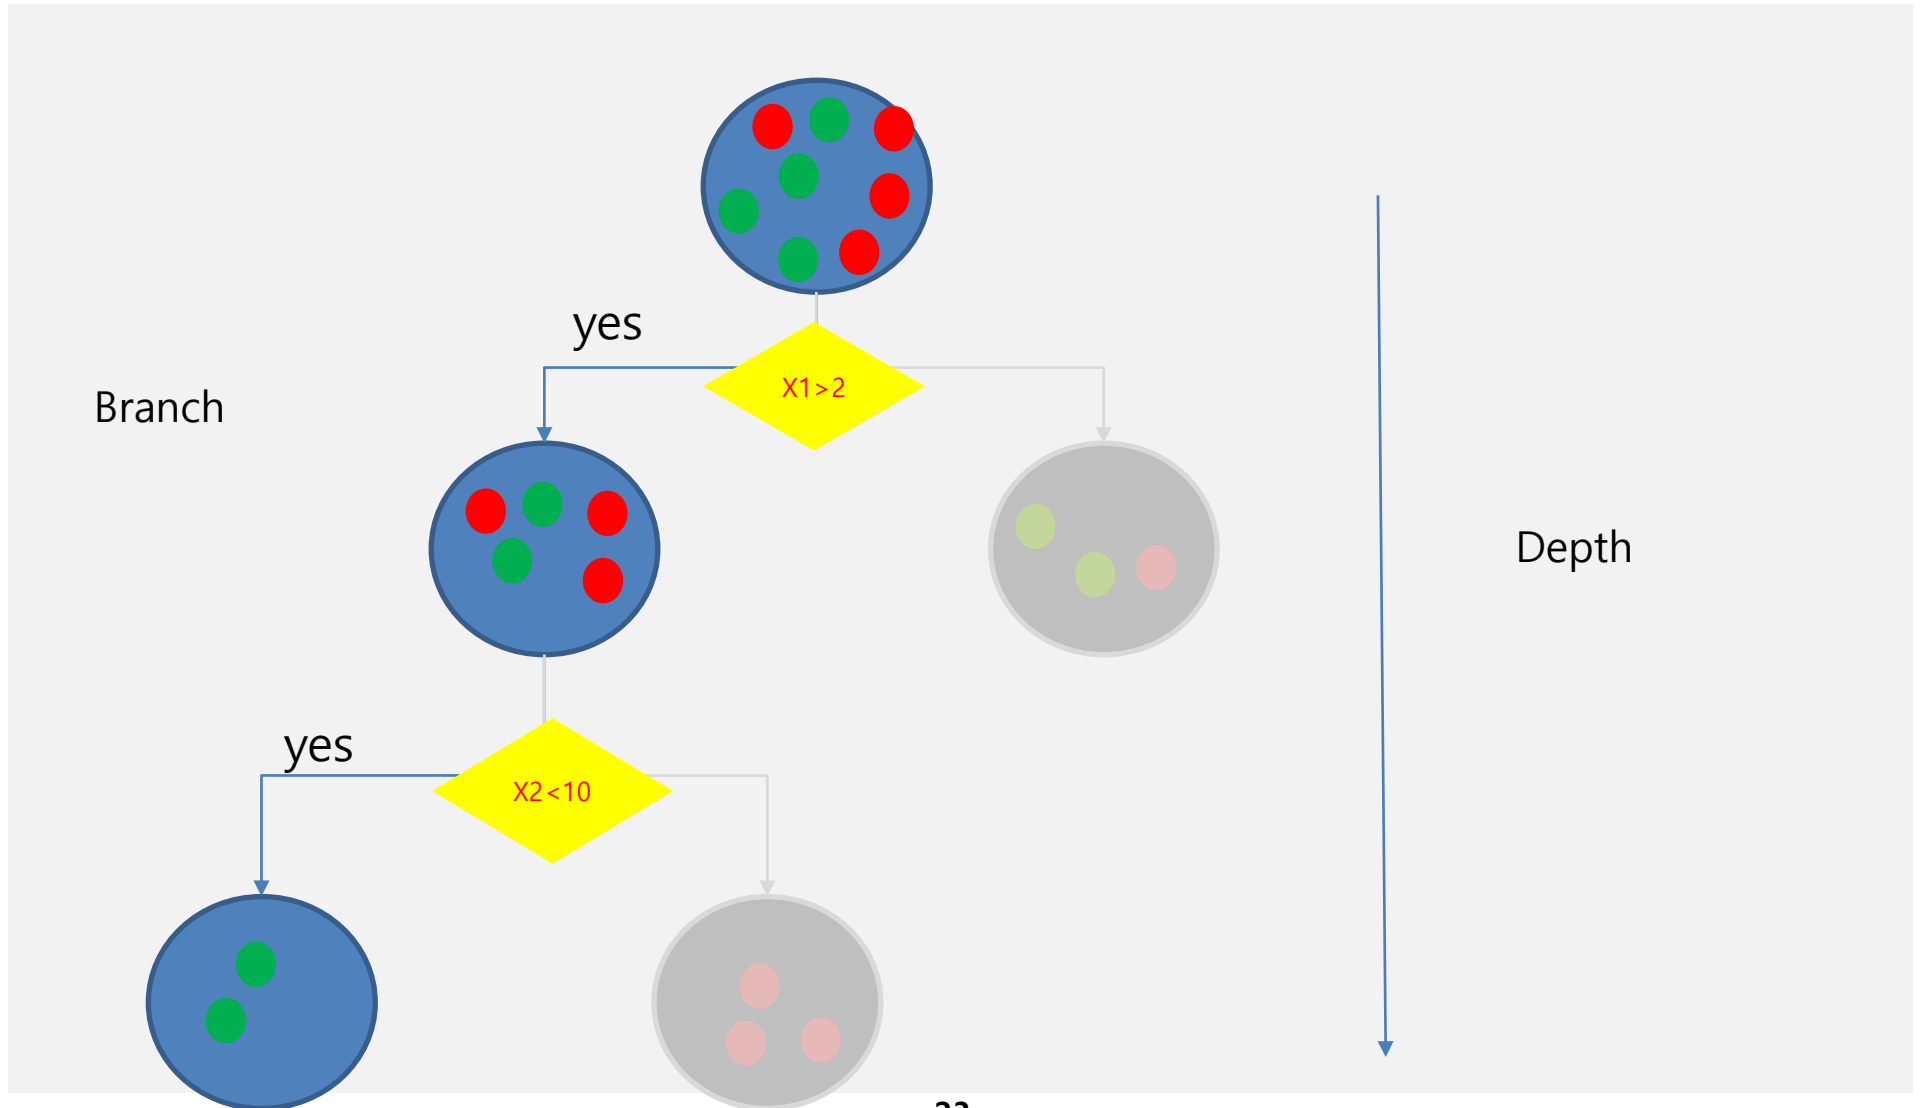 yes
X1>2
Branch
Depth
yes
X2<10